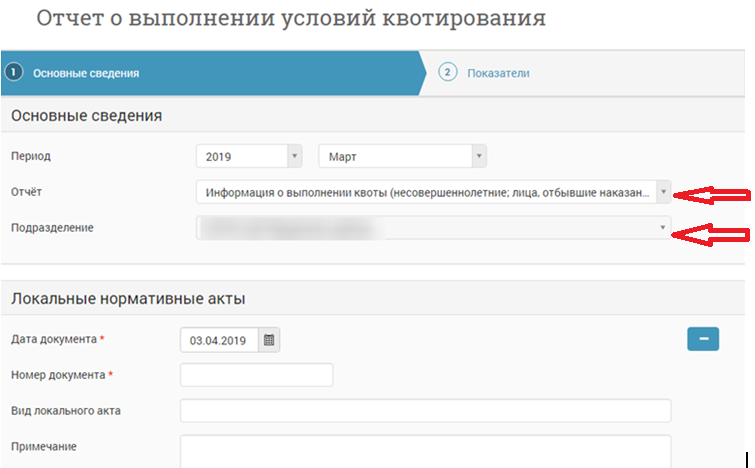 Отчет о выполнении условий квотирования
1 Основные сведения 2 Показатели
Основные сведения
Период 2019 Март
Отчёт Информация о выполнении квоты (несовершеннолетние; лица, отбывшие наказан...
Подразделение
Локальные нормативные акты
Дата документа * 03.04.2019
Номер документа *
Вид локального акта
Примечание